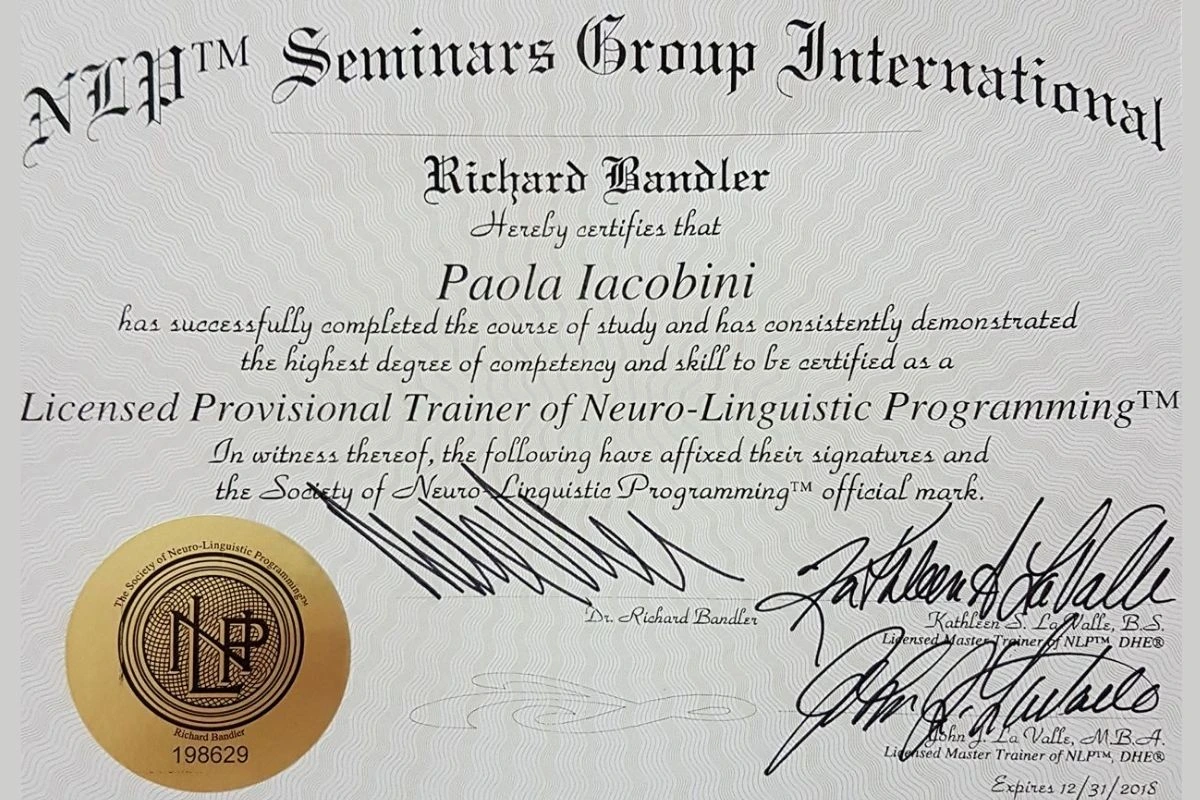 NLP™ Seminars Group International
Richard Bandler
Hereby certifies that
Paola Iacobini
has successfully completed the course of study and has consistently demonstrated
the highest degree of competency and skill to be certified as a
Licensed Provisional Trainer of Neuro-Linguistic Programming™
In witness thereof, the following have affixed their signatures and
the Society of Neuro-Linguistic Programming™ official mark.
Dr. Richard Bandler
Kathleen S. La Valle, B.S.
Licensed Master Trainer of NLP™, DHE®
John J. La Valle, M.B.A.
Licensed Master Trainer of NLP™, DHE®
Expires 12/31/2018
The Society of Neuro-Linguistic Programming™
NLP
Richard Bandler
198629